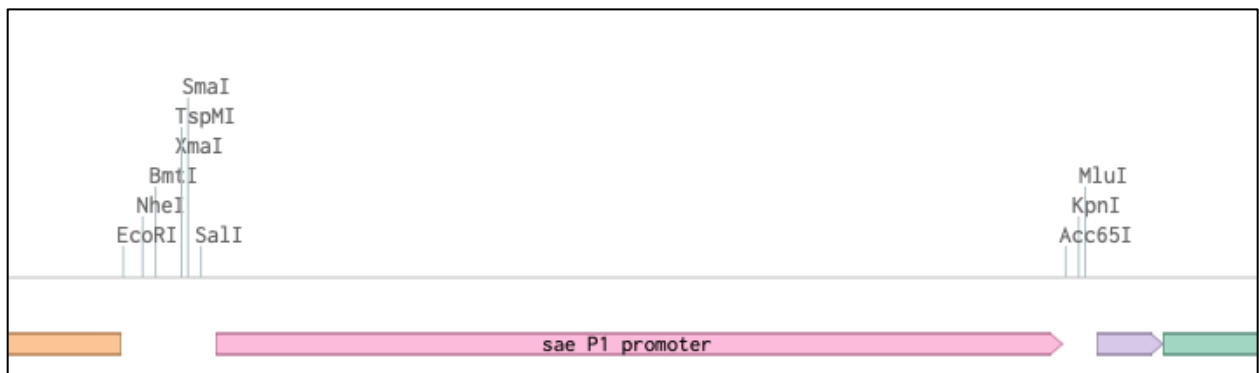 SmaI
TspMI
XmaI
BmtI MluI
NheI KpnI
EcoRI SalI Acc65I
sae P1 promoter